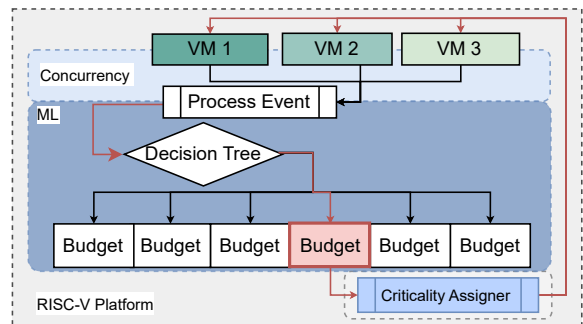 VM 1
VM 2
VM 3
Concurrency
Process Event
ML
Decision Tree
Budget
Budget
Budget
Budget
Budget
Budget
Criticality Assigner
RISC-V Platform